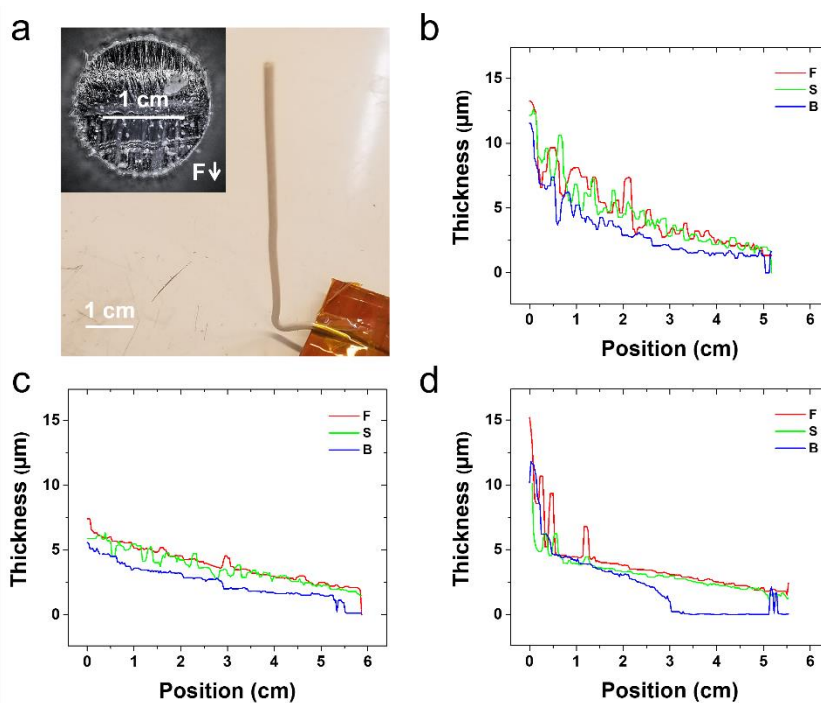 a
1 cm
F↓
1 cm
b
Thickness (μm)
15
10
5
0
F
S
B
0 1 2 3 4 5 6
Position (cm)
c
Thickness (μm)
15
10
5
0
F
S
B
0 1 2 3 4 5 6
Position (cm)
d
Thickness (μm)
15
10
5
0
F
S
B
0 1 2 3 4 5 6
Position (cm)